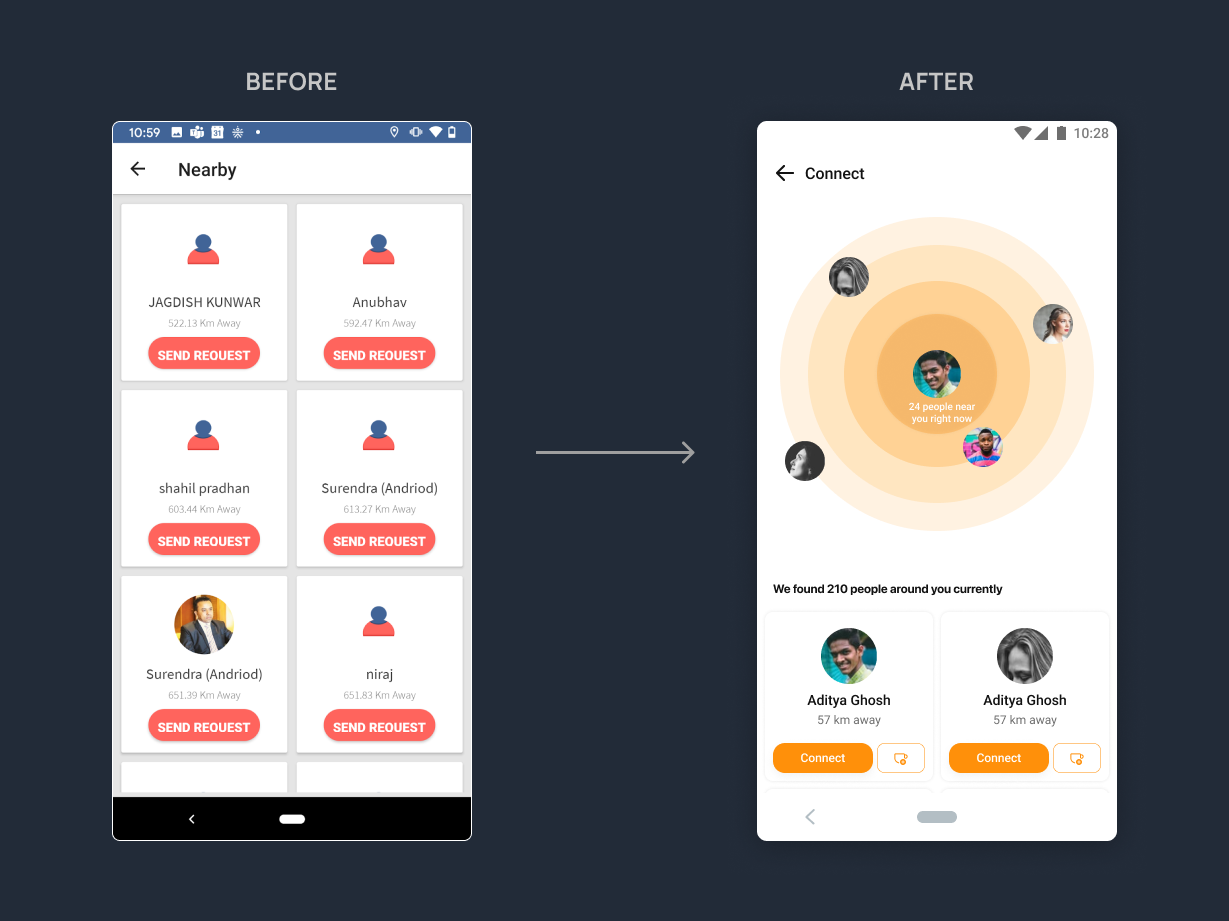 BEFORE
AFTER
10:59
31
Nearby
JAGDISH KUNWAR
522.13 Km Away
SEND REQUEST
Anubhav
592.47 Km Away
SEND REQUEST
shahil pradhan
603.44 Km Away
SEND REQUEST
Surendra (Andriod)
613.27 Km Away
SEND REQUEST
Surendra (Andriod)
651.39 Km Away
SEND REQUEST
niraj
651.83 Km Away
SEND REQUEST
10:28
Connect
24 people near
you right now
We found 210 people around you currently
Aditya Ghosh
57 km away
Connect
Aditya Ghosh
57 km away
Connect